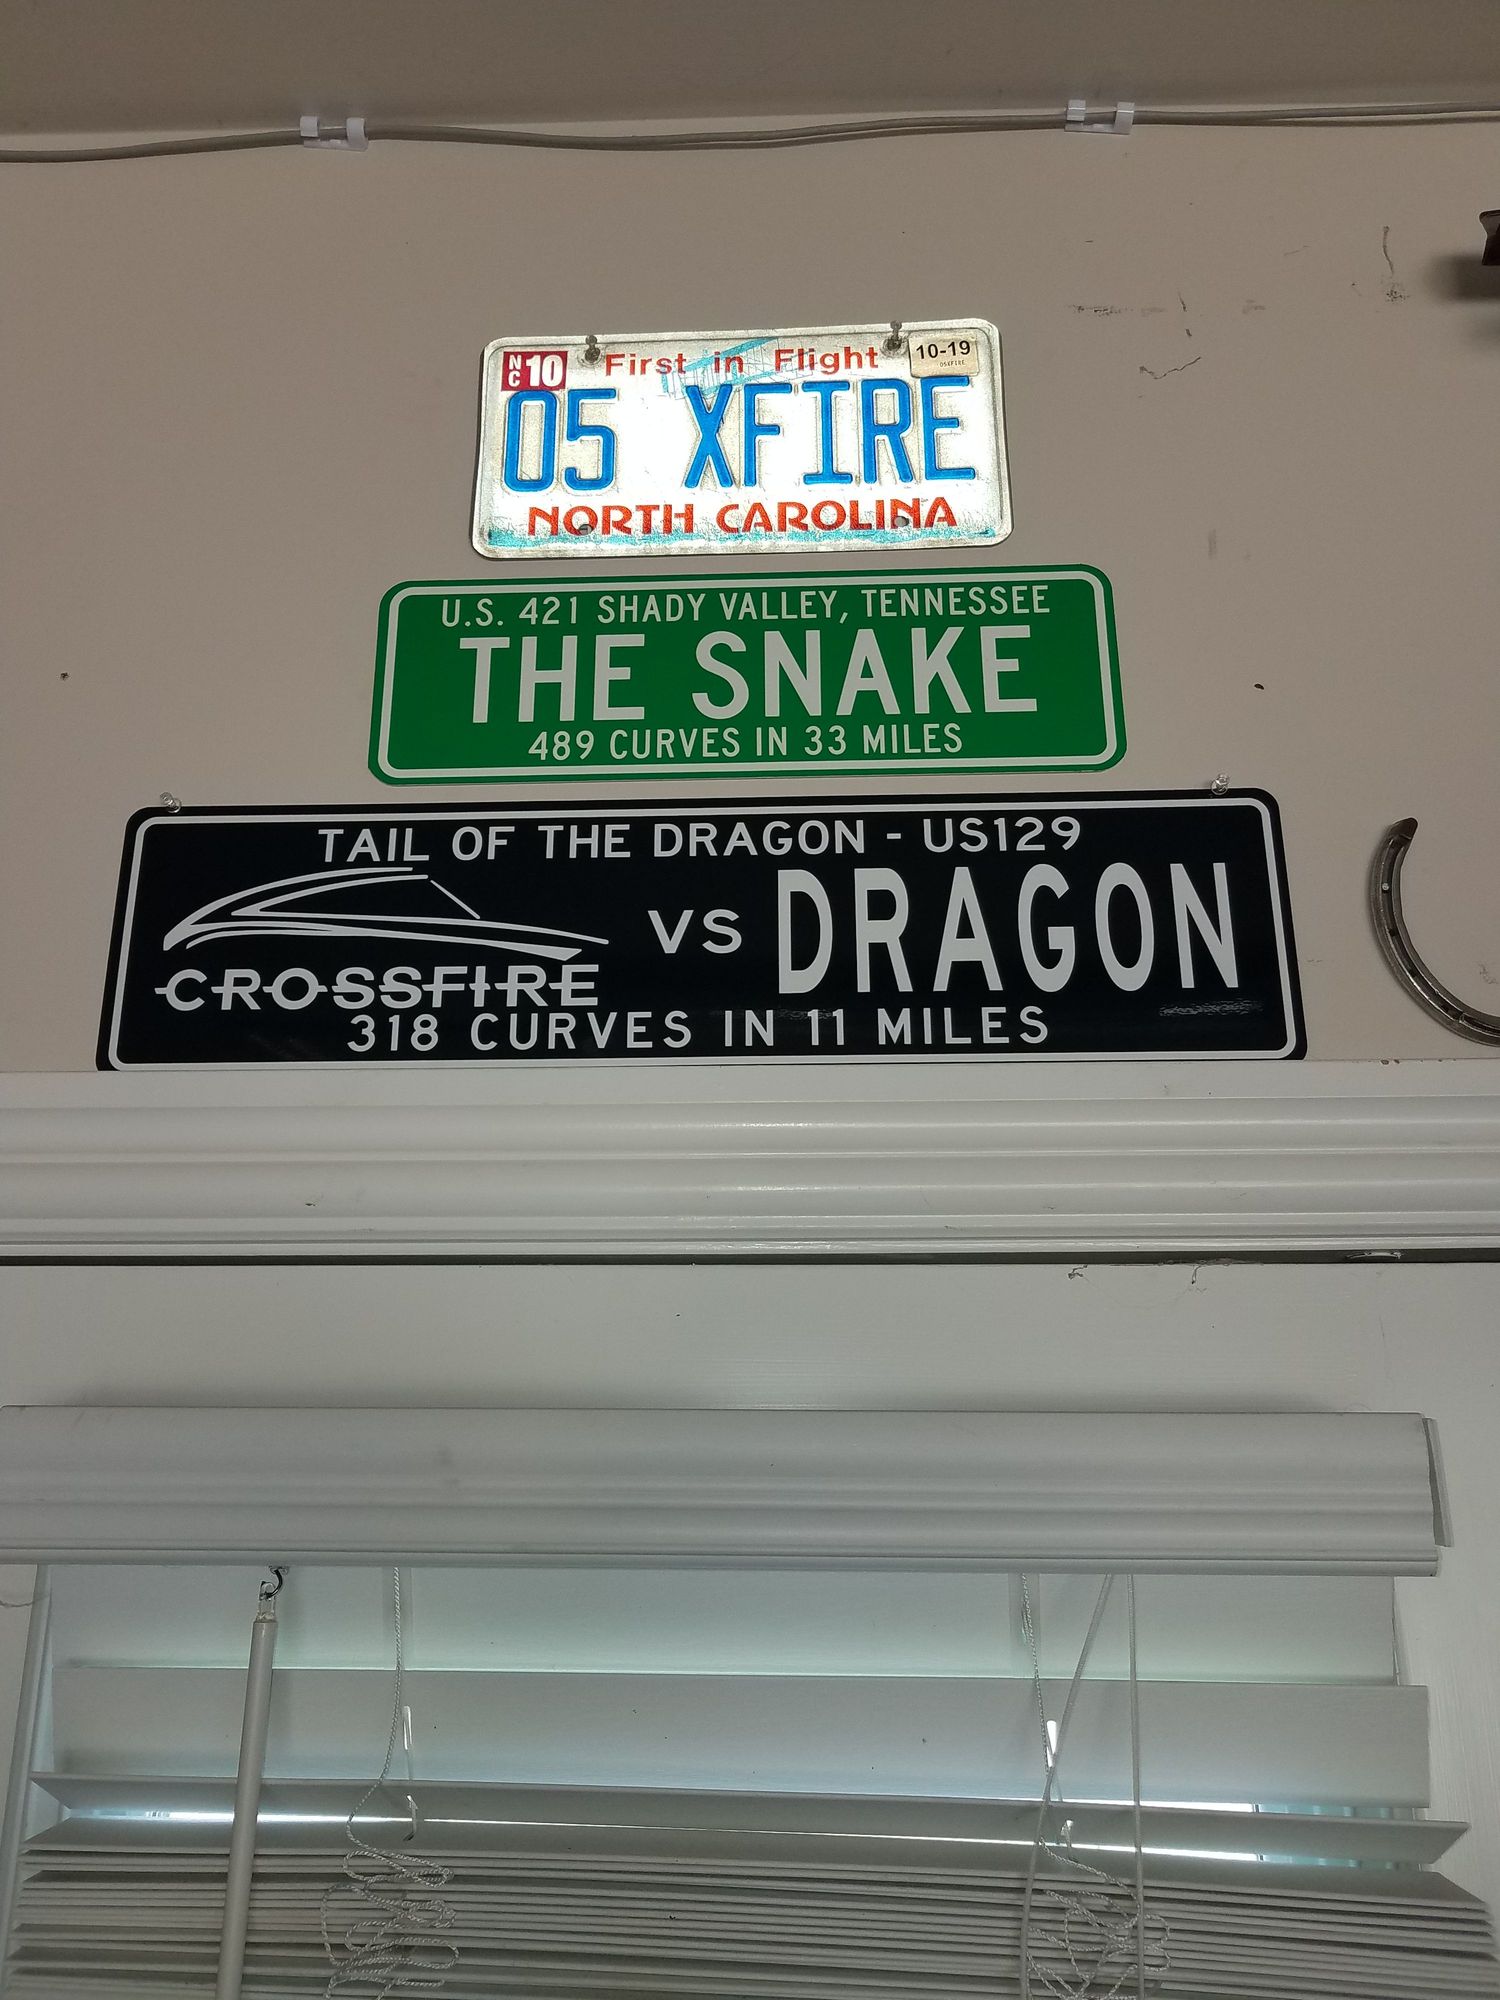 NC 10 First in Flight 10-19
05XFIRE
05 XFIRE
NORTH CAROLINA
U.S. 421 SHADY VALLEY, TENNESSEE
THE SNAKE
489 CURVES IN 33 MILES
TAIL OF THE DRAGON - US129
CROSSFIRE VS DRAGON
318 CURVES IN 11 MILES